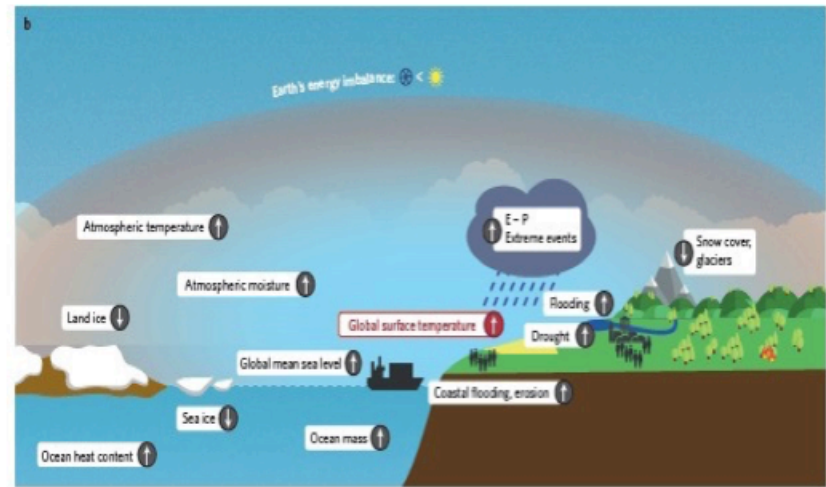 b
Earth's energy imbalance: <
Atmospheric temperature ↑
E – P
Extreme events
↑
Snow cover,
glaciers
↓
Atmospheric moisture ↑
Land ice ↓
Flooding ↑
Global surface temperature ↑
Drought ↑
Global mean sea level ↑
Coastal flooding, erosion ↑
Sea ice ↓
Ocean mass ↑
Ocean heat content ↑